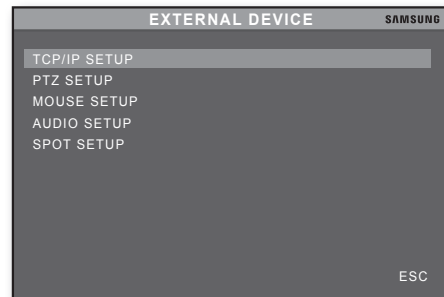 EXTERNAL DEVICE SAMSUNG
TCP/IP SETUP
PTZ SETUP
MOUSE SETUP
AUDIO SETUP
SPOT SETUP
ESC